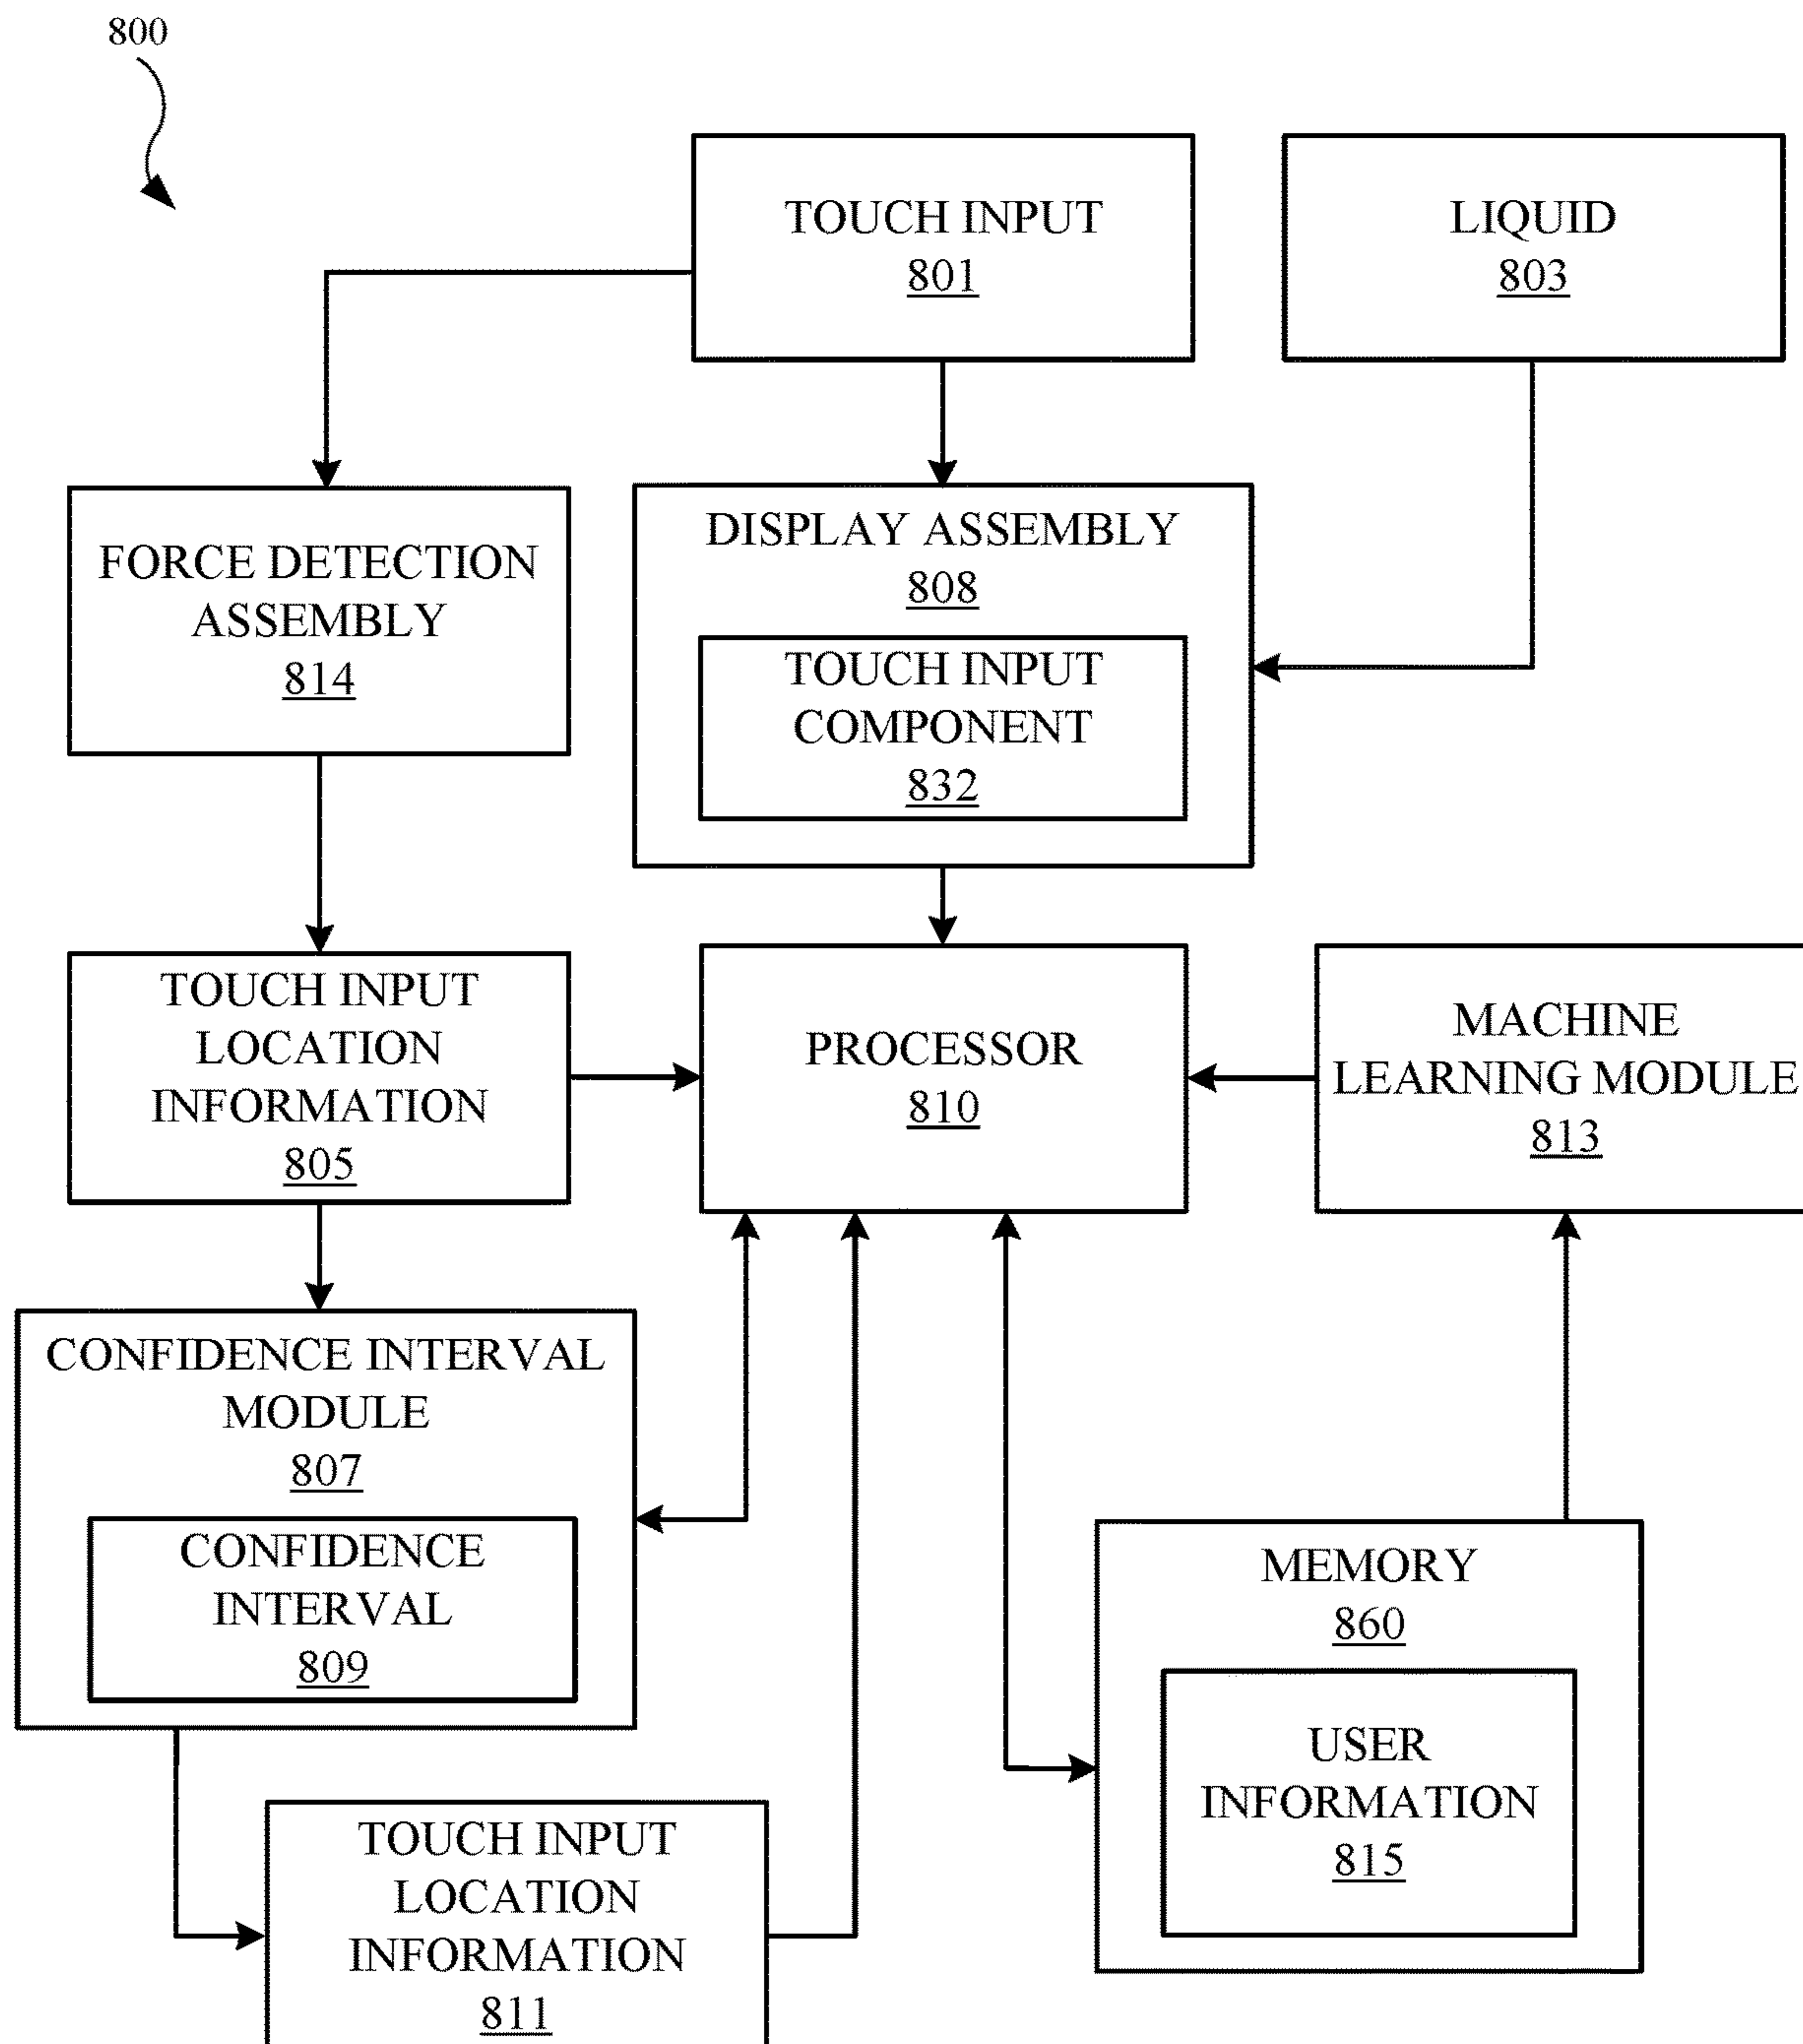 800
TOUCH INPUT
801
LIQUID
803
FORCE DETECTION
ASSEMBLY
814
DISPLAY ASSEMBLY
808
TOUCH INPUT
COMPONENT
832
TOUCH INPUT
LOCATION
INFORMATION
805
PROCESSOR
810
MACHINE
LEARNING MODULE
813
CONFIDENCE INTERVAL
MODULE
807
CONFIDENCE
INTERVAL
809
MEMORY
860
USER
INFORMATION
815
TOUCH INPUT
LOCATION
INFORMATION
811